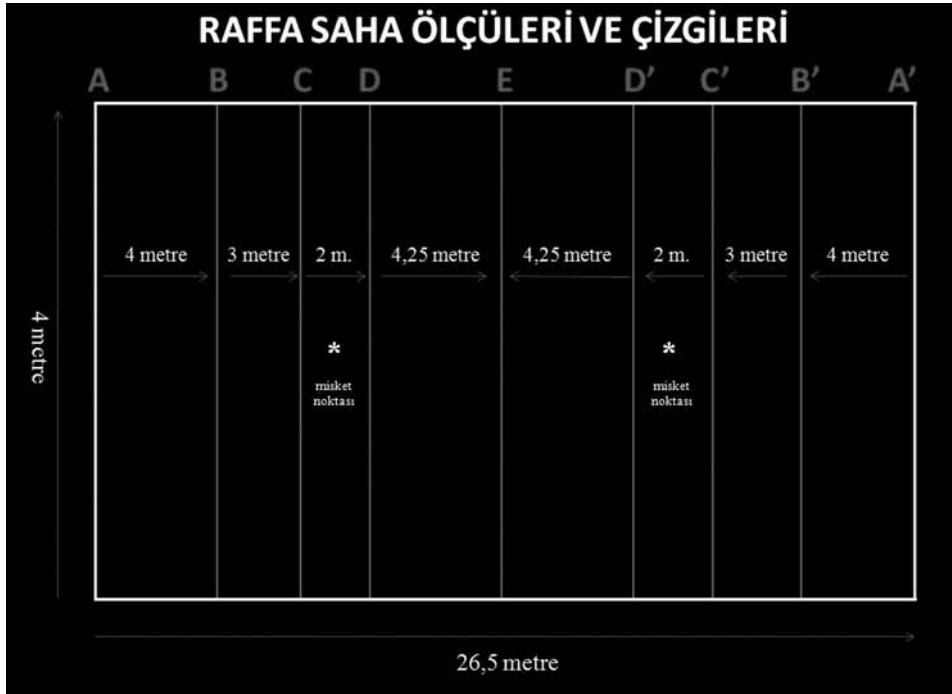 RAFFA SAHA ÖLÇÜLERİ VE ÇİZGİLERİ
A B C D E D’ C’ B’ A’
4 metre 3 metre 2 m. 4,25 metre 4,25 metre 2 m. 3 metre 4 metre
4 metre
* *
misket misket
noktası noktası
26,5 metre